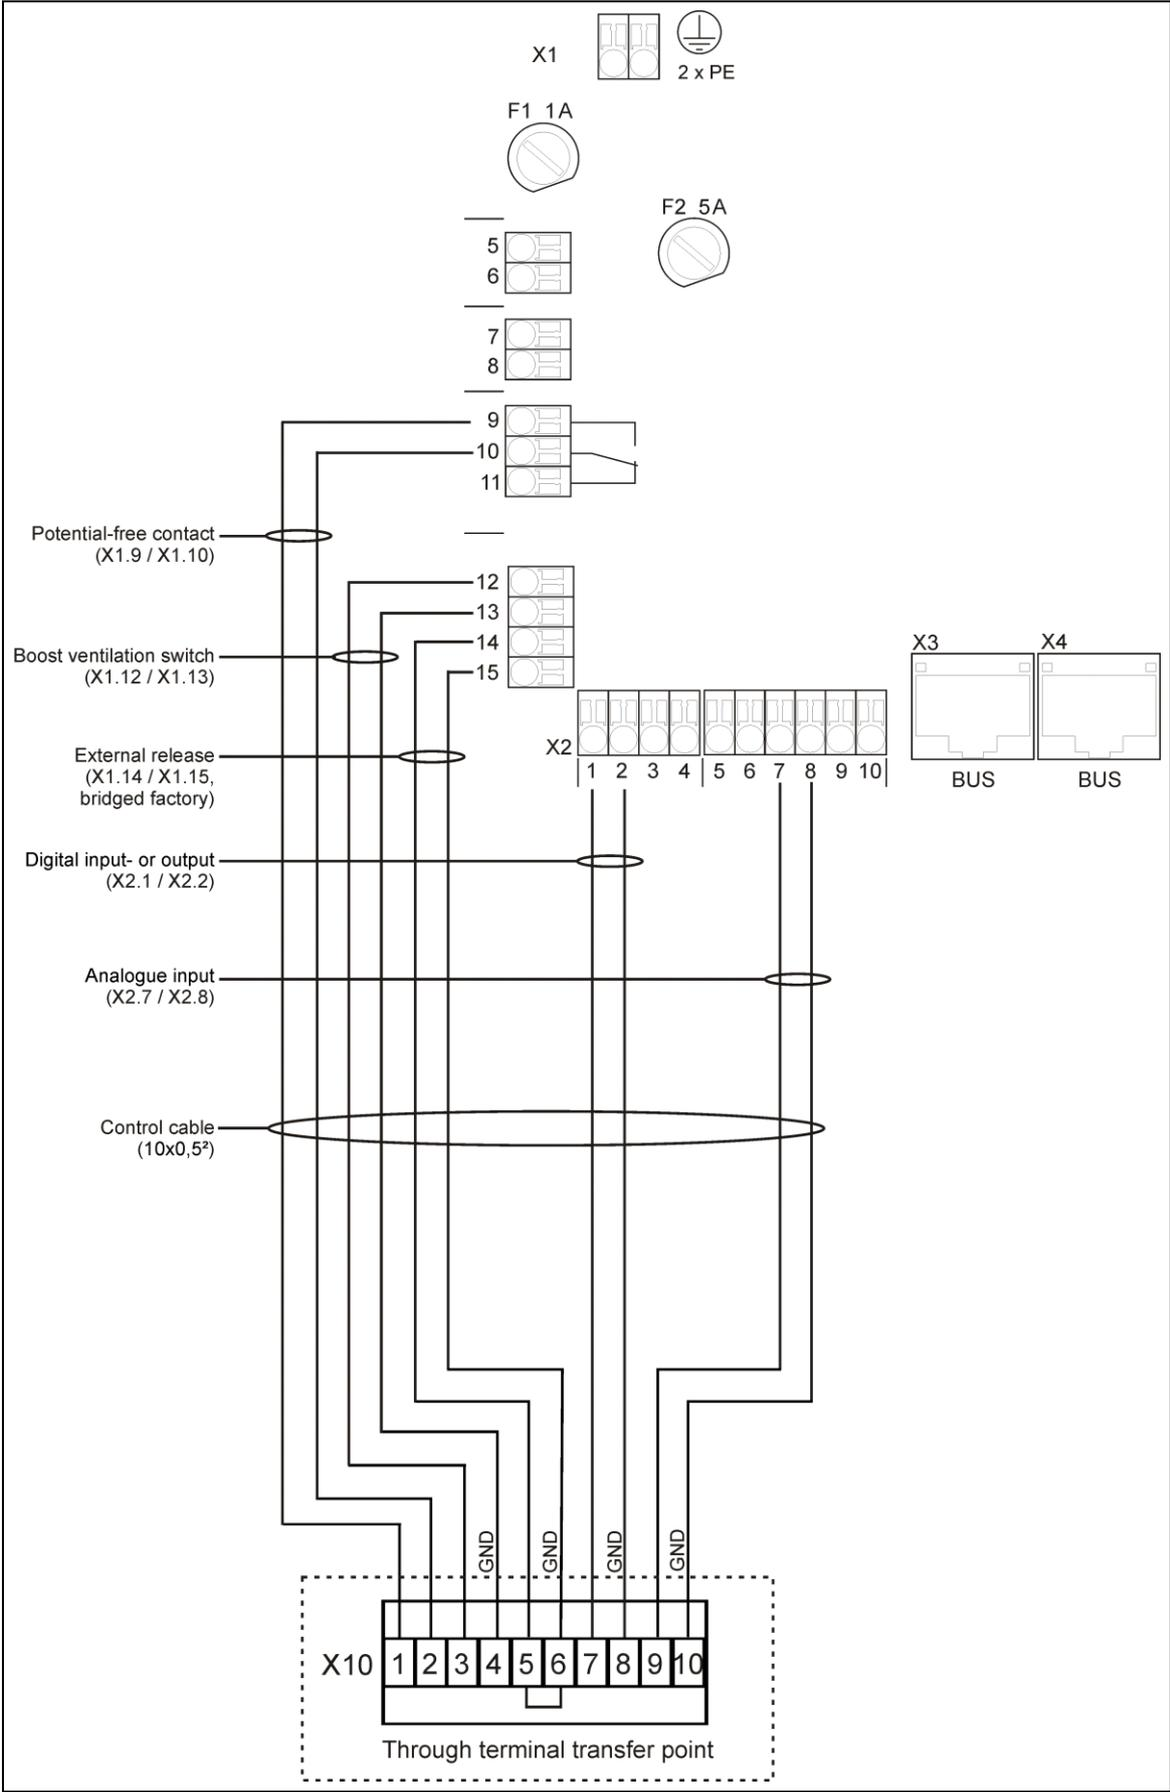 X1
2 x PE
F1 1A
F2 5A
5
6
7
8
9
10
11
Potential-free contact
(X1.9 / X1.10)
12
13
14
15
Boost ventilation switch
(X1.12 / X1.13)
X3
X4
External release
(X1.14 / X1.15,
bridged factory)
X2
1 2 3 4 5 6 7 8 9 10
BUS
BUS
Digital input- or output
(X2.1 / X2.2)
Analogue input
(X2.7 / X2.8)
Control cable
(10x0,5²)
GND
GND
GND
GND
X10 1 2 3 4 5 6 7 8 9 10
Through terminal transfer point